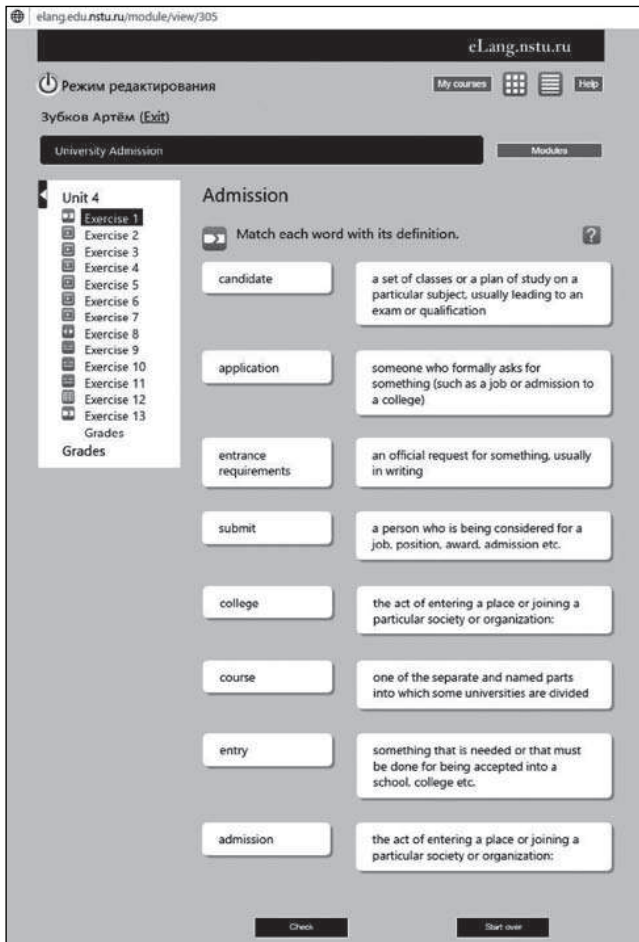 elang.edu.nstu.ru/module/view/305
eLang.nstu.ru
Режим редактирования
My courses
Help
Зубков Артём (Exit)
University Admission
Modules
Unit 4
Exercise 1
Exercise 2
Exercise 3
Exercise 4
Exercise 5
Exercise 6
Exercise 7
Exercise 8
Exercise 9
Exercise 10
Exercise 11
Exercise 12
Exercise 13
Grades
Grades
Admission
Match each word with its definition.
?
candidate
a set of classes or a plan of study on a
particular subject, usually leading to an
exam or qualification
application
someone who formally asks for
something (such as a job or admission to
a college)
entrance
requirements
an official request for something, usually
in writing
submit
a person who is being considered for a
job, position, award, admission etc.
college
the act of entering a place or joining a
particular society or organization:
course
one of the separate and named parts
into which some universities are divided
entry
something that is needed or that must
be done for being accepted into a
school, college etc.
admission
the act of entering a place or joining a
particular society or organization:
Check
Start over